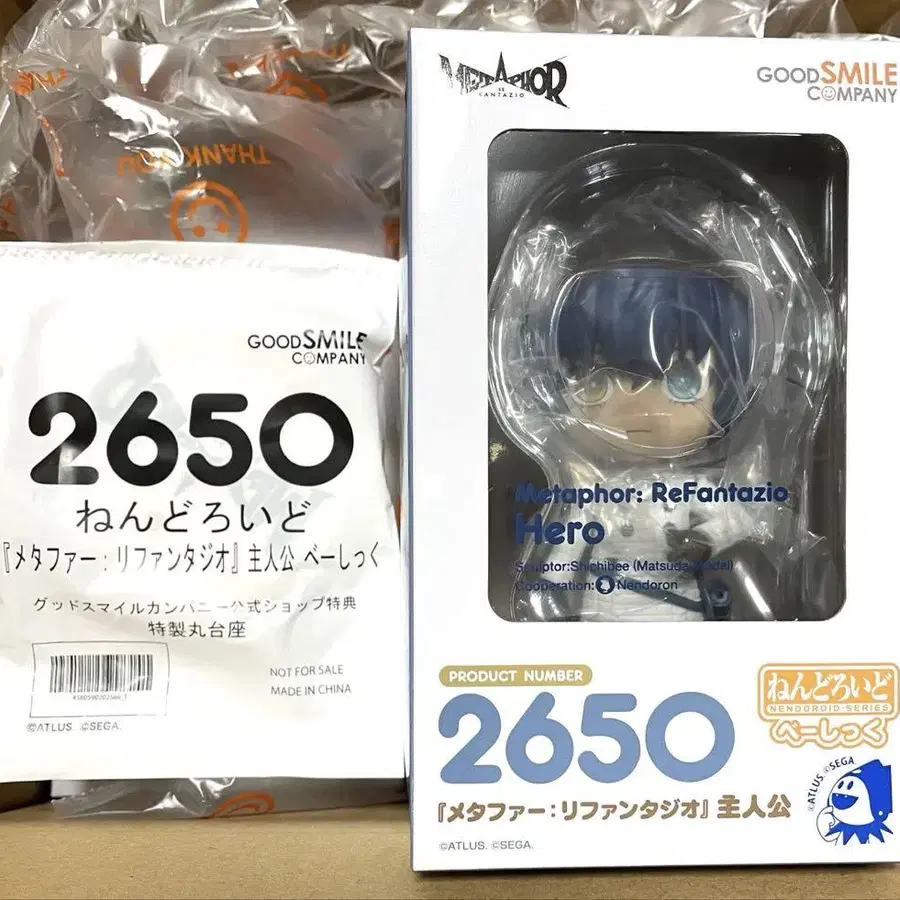 THANK YOU
GOODSMILE
COMPANY
2650
ねんどろいど
『メタファー：リファンタジオ』 主人公 べーしっく
グッドスマイルカンパニー公式ショップ特典
特製丸台座
4580590202566
NOT FOR SALE
MADE IN CHINA
©ATLUS. ©SEGA.
METAPHOR
RE
FANTAZIO
GOODSMILE
COMPANY
Metaphor: ReFantazio
Hero
Sculptor:Shichibee (Matsuda Model)
Cooperation: Nendoron
PRODUCT NUMBER
2650
ねんどろいど
NENDOROID-SERIES
べーしっく
©ATLUS. ©SEGA.
『メタファー：リファンタジオ』 主人公
©ATLUS. ©SEGA.